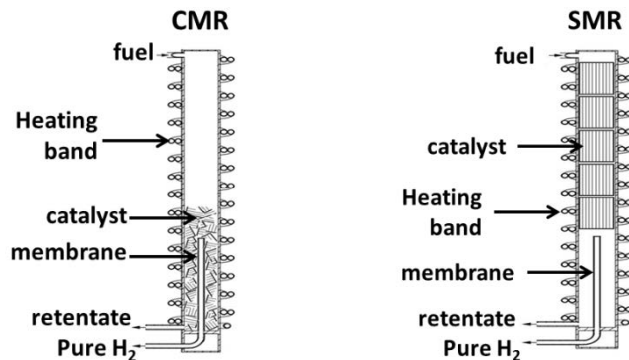 CMR
fuel
Heating
band
catalyst
membrane
retentate
Pure H₂
SMR
fuel
catalyst
Heating
band
membrane
retentate
Pure H₂